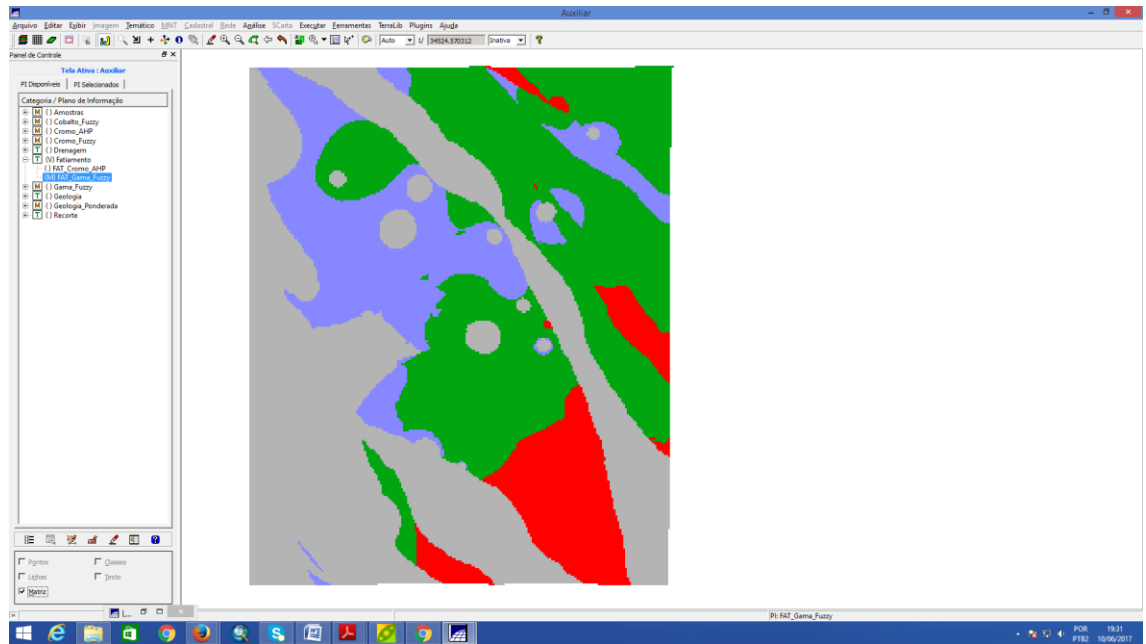 Auxiliar
Arquivo Editar Exibir Imagem Temático MNT Cadastral Rede Análise SCarta Executar Ferramentas TerraLib Plugins Ajuda
Auto 1/ 34524.570312 Inativa
Painel de Controle
Tela Ativa : Auxiliar
PI Disponíveis PI Selecionados
Categoria / Plano de Informação
M () Amostras
M () Cobalto_Fuzzy
M () Cromo_AHP
M () Cromo_Fuzzy
T () Drenagem
T (V) Fatiamento
() FAT_Cromo_AHP
(M) FAT_Gama_Fuzzy
M () Gama_Fuzzy
T () Geologia
M () Geologia_Ponderada
T () Recorte
Pontos Classes
Linhas Texto
Matriz
L...
PI: FAT_Gama_Fuzzy
POR 19:31
PTB2 10/06/2017